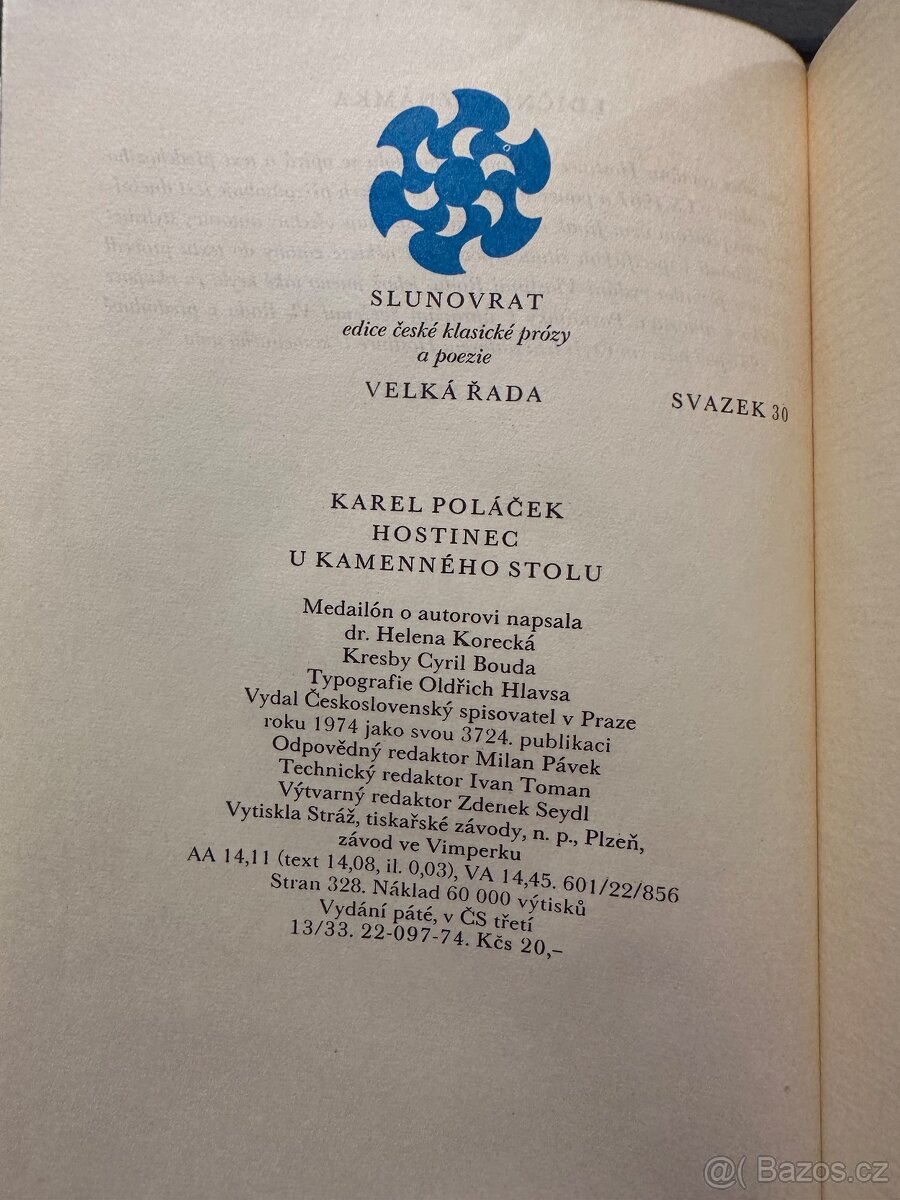 SLUNOVRAT
edice české klasické prózy
a poezie
VELKÁ ŘADA
SVAZEK 30
KAREL POLÁČEK
HOSTINEC
U KAMENNÉHO STOLU
Medailón o autorovi napsala
dr. Helena Korecká
Kresby Cyril Bouda
Typografie Oldřich Hlavsa
Vydal Československý spisovatel v Praze
roku 1974 jako svou 3724. publikaci
Odpovědný redaktor Milan Pávek
Technický redaktor Ivan Toman
Výtvarný redaktor Zdenek Seydl
Vytiskla Stráž, tiskařské závody, n. p., Plzeň,
závod ve Vimperku
AA 14,11 (text 14,08, il. 0,03), VA 14,45. 601/22/856
Stran 328. Náklad 60 000 výtisků
Vydání páté, v ČS třetí
13/33. 22-097-74. Kčs 20,–
@( Bazos.cz